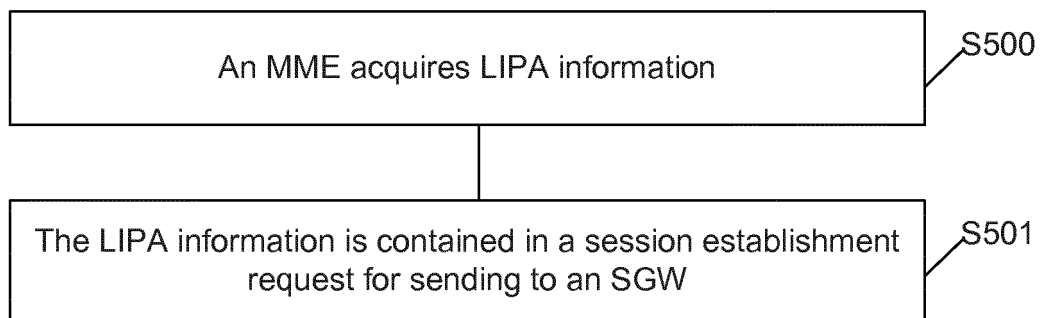 An MME acquires LIPA information
S500
The LIPA information is contained in a session establishment
request for sending to an SGW
S501